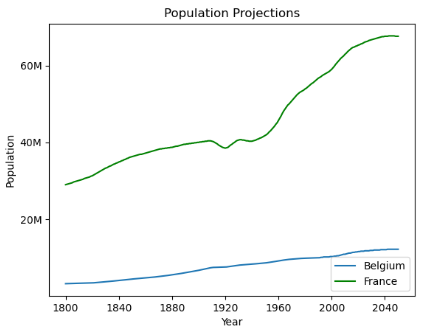 Population Projections
60M
40M
20M
Population
1800 1840 1880 1920 1960 2000 2040
Year
Belgium
France